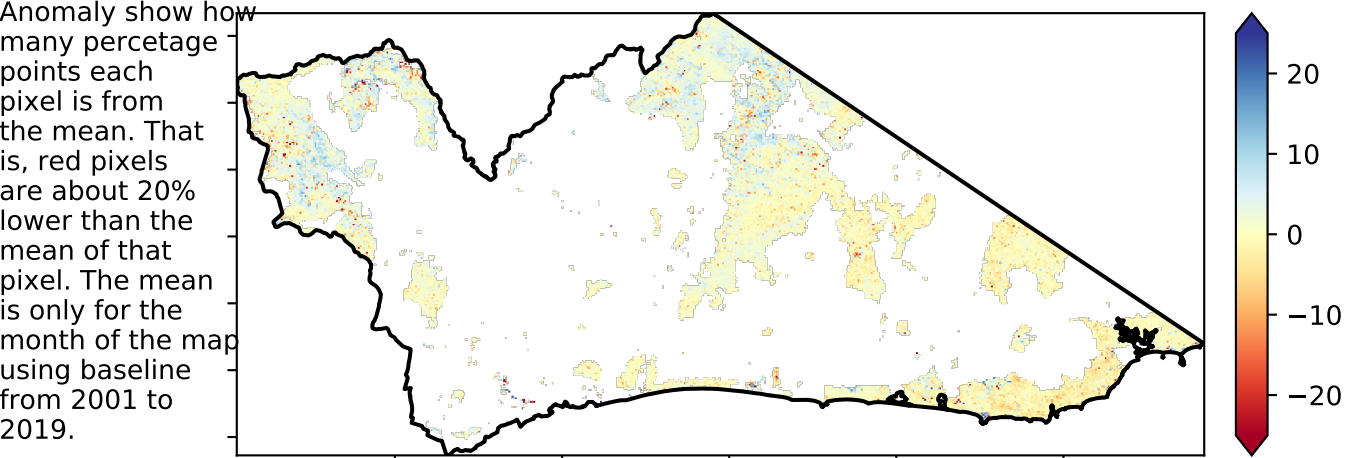 Anomaly show how
many percetage
points each
pixel is from
the mean. That
is, red pixels
are about 20%
lower than the
mean of that
pixel. The mean
is only for the
month of the map
using baseline
from 2001 to
2019.
20
10
0
−10
−20